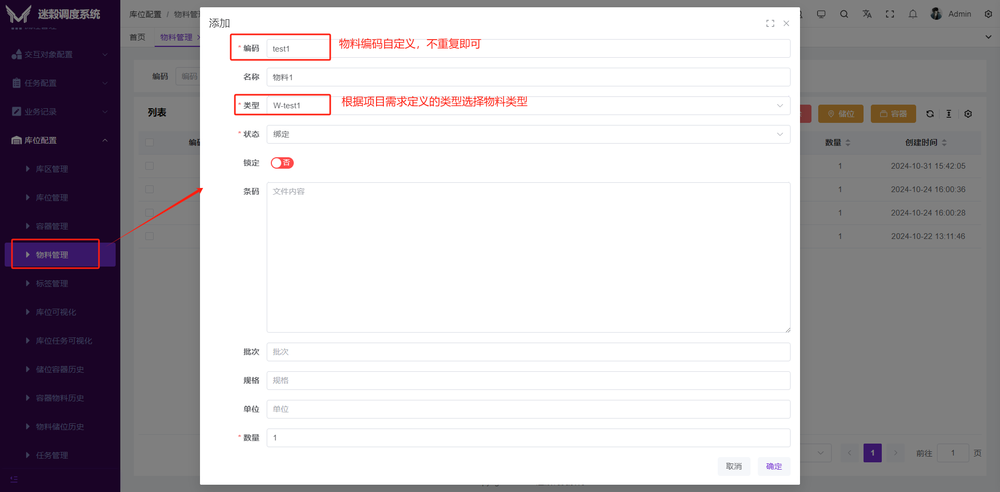 迷榖调度系统
交互对象配置
任务配置
业务记录
库位配置
库区管理
库位管理
容器管理
物料管理
标签管理
库位可视化
库位任务可视化
储位容器历史
容器物料历史
物料储位历史
任务管理
库位配置 / 物料管理
首页
物料管理
Admin
编码 编码
列表
储位
容器
编码
数量
创建时间
1 2024-10-31 15:42:05
1 2024-10-24 16:00:36
1 2024-10-24 16:00:28
1 2024-10-22 13:11:46
1
前往 1 页
添加
* 编码 test1
物料编码自定义，不重复即可
名称 物料1
* 类型 W-test1
根据项目需求定义的类型选择物料类型
* 状态 绑定
锁定 否
条码 文件内容
批次 批次
规格 规格
单位 单位
* 数量 1
取消 确定